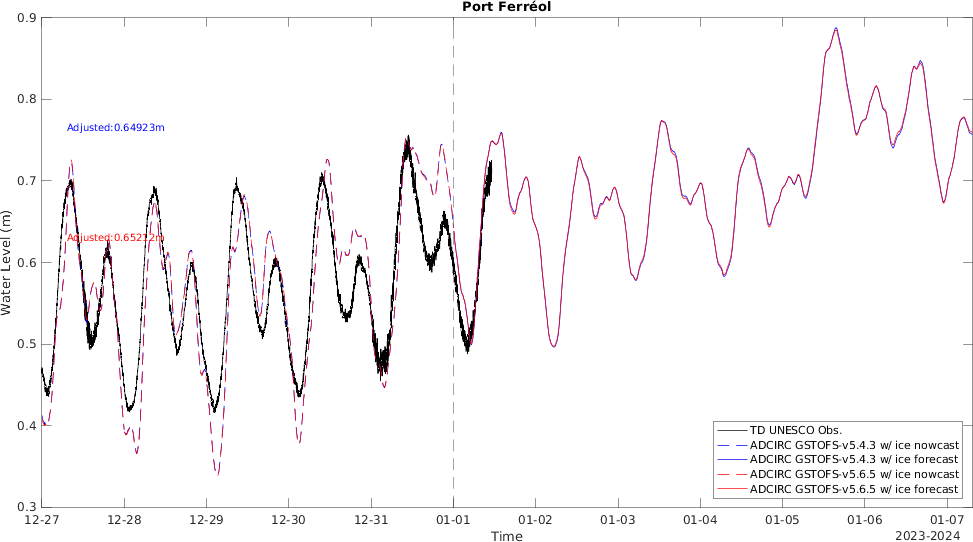 Port Ferréol
0.9
0.8
0.7
0.6
0.5
0.4
0.3
Water Level (m)
Adjusted:0.64923m
Adjusted:0.65212m
TD UNESCO Obs.
ADCIRC GSTOFS-v5.4.3 w/ ice nowcast
ADCIRC GSTOFS-v5.4.3 w/ ice forecast
ADCIRC GSTOFS-v5.6.5 w/ ice nowcast
ADCIRC GSTOFS-v5.6.5 w/ ice forecast
12-27 12-28 12-29 12-30 12-31 01-01 01-02 01-03 01-04 01-05 01-06 01-07
Time
2023-2024